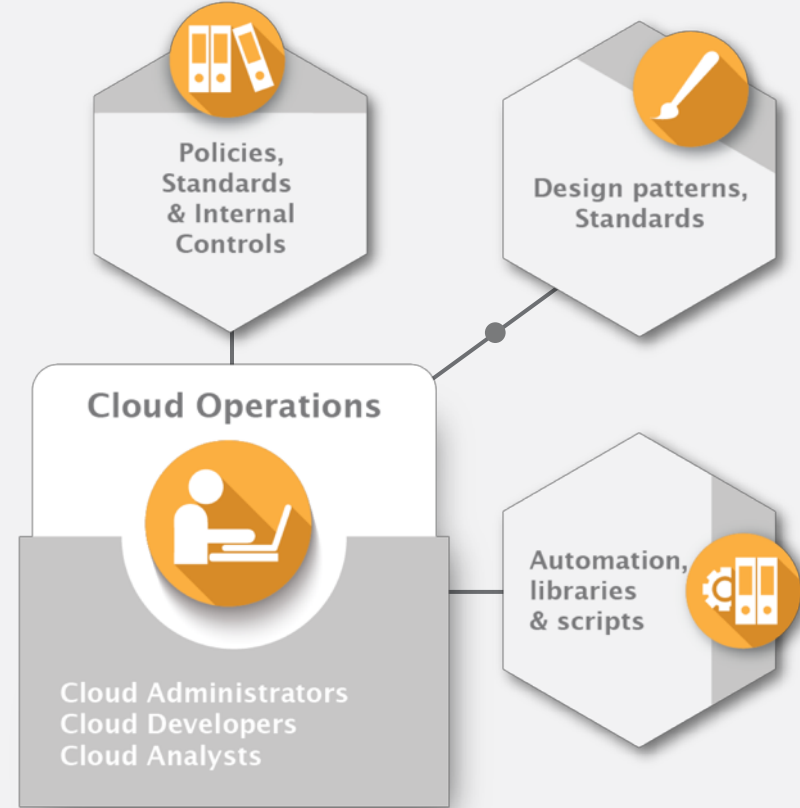 Policies,
Standards
& Internal
Controls
Design patterns,
Standards
Cloud Operations
Automation,
libraries
& scripts
Cloud Administrators
Cloud Developers
Cloud Analysts